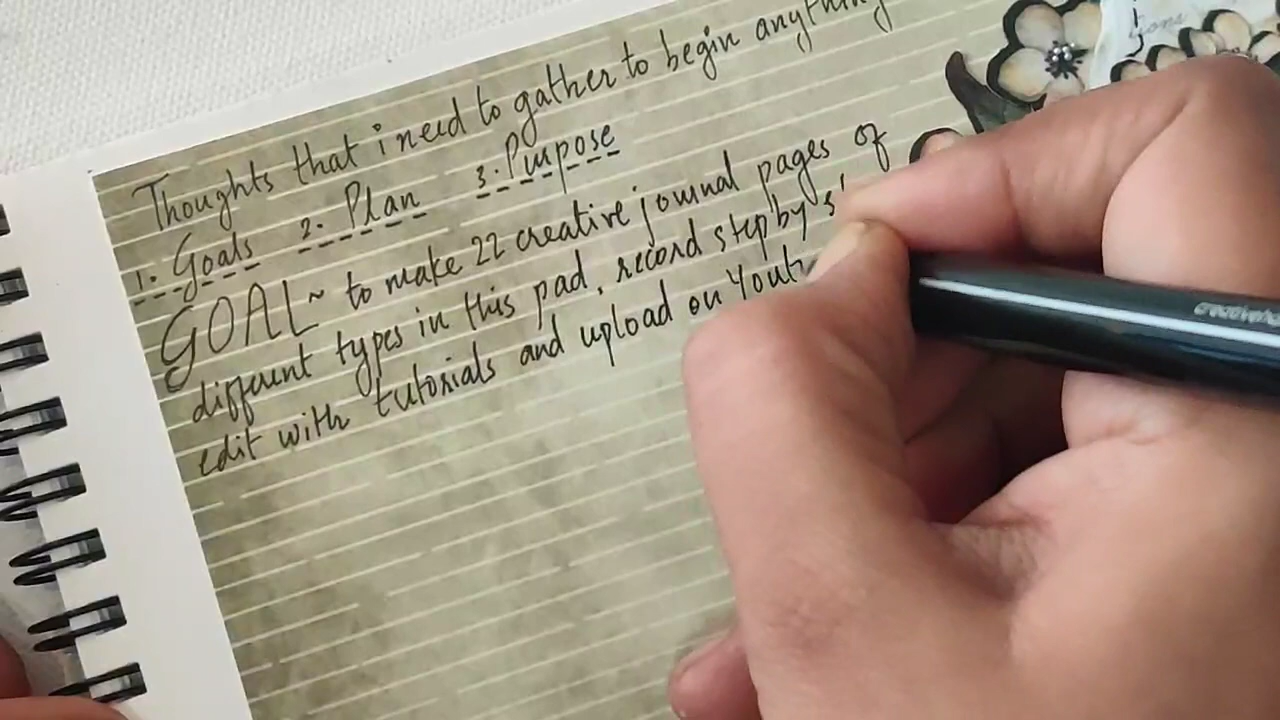 Thoughts that i need to gather to begin anything
1. Goals 2. Plan 3. Purpose
GOAL ~ to make 22 creative journal pages of
different types in this pad, record step by
edit with tutorials and upload on